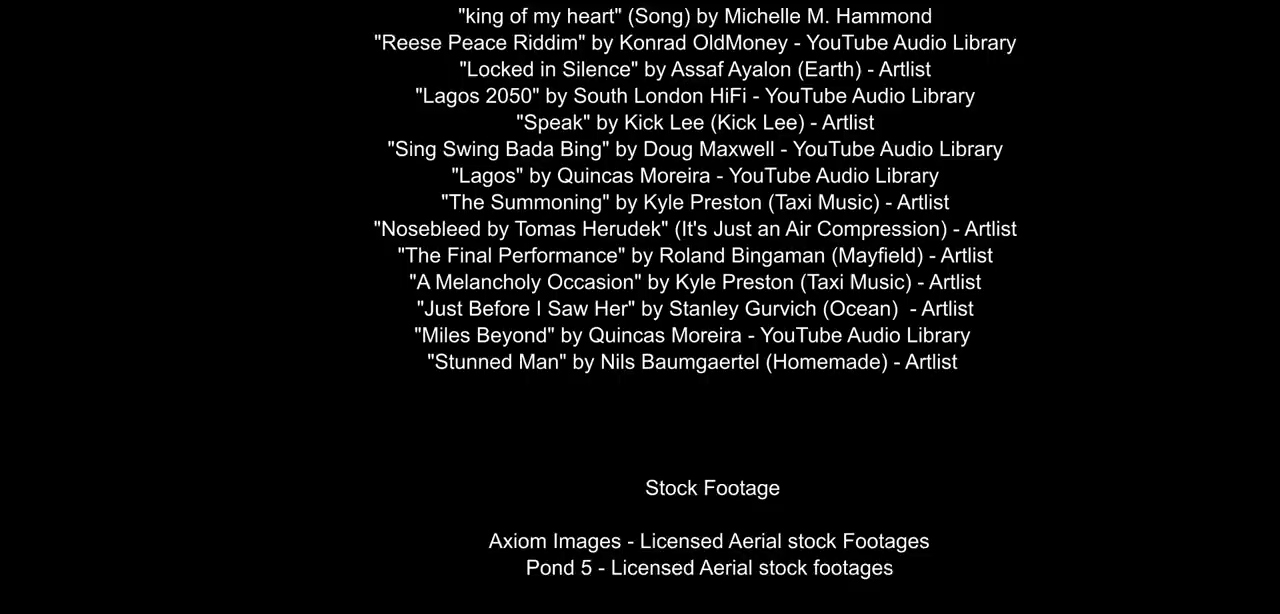 "king of my heart" (Song) by Michelle M. Hammond
"Reese Peace Riddim" by Konrad OldMoney - YouTube Audio Library
"Locked in Silence" by Assaf Ayalon (Earth) - Artlist
"Lagos 2050" by South London HiFi - YouTube Audio Library
"Speak" by Kick Lee (Kick Lee) - Artlist
"Sing Swing Bada Bing" by Doug Maxwell - YouTube Audio Library
"Lagos" by Quincas Moreira - YouTube Audio Library
"The Summoning" by Kyle Preston (Taxi Music) - Artlist
"Nosebleed by Tomas Herudek" (It's Just an Air Compression) - Artlist
"The Final Performance" by Roland Bingaman (Mayfield) - Artlist
"A Melancholy Occasion" by Kyle Preston (Taxi Music) - Artlist
"Just Before I Saw Her" by Stanley Gurvich (Ocean)  - Artlist
"Miles Beyond" by Quincas Moreira - YouTube Audio Library
"Stunned Man" by Nils Baumgaertel (Homemade) - Artlist
Stock Footage
Axiom Images - Licensed Aerial stock Footages
Pond 5 - Licensed Aerial stock footages